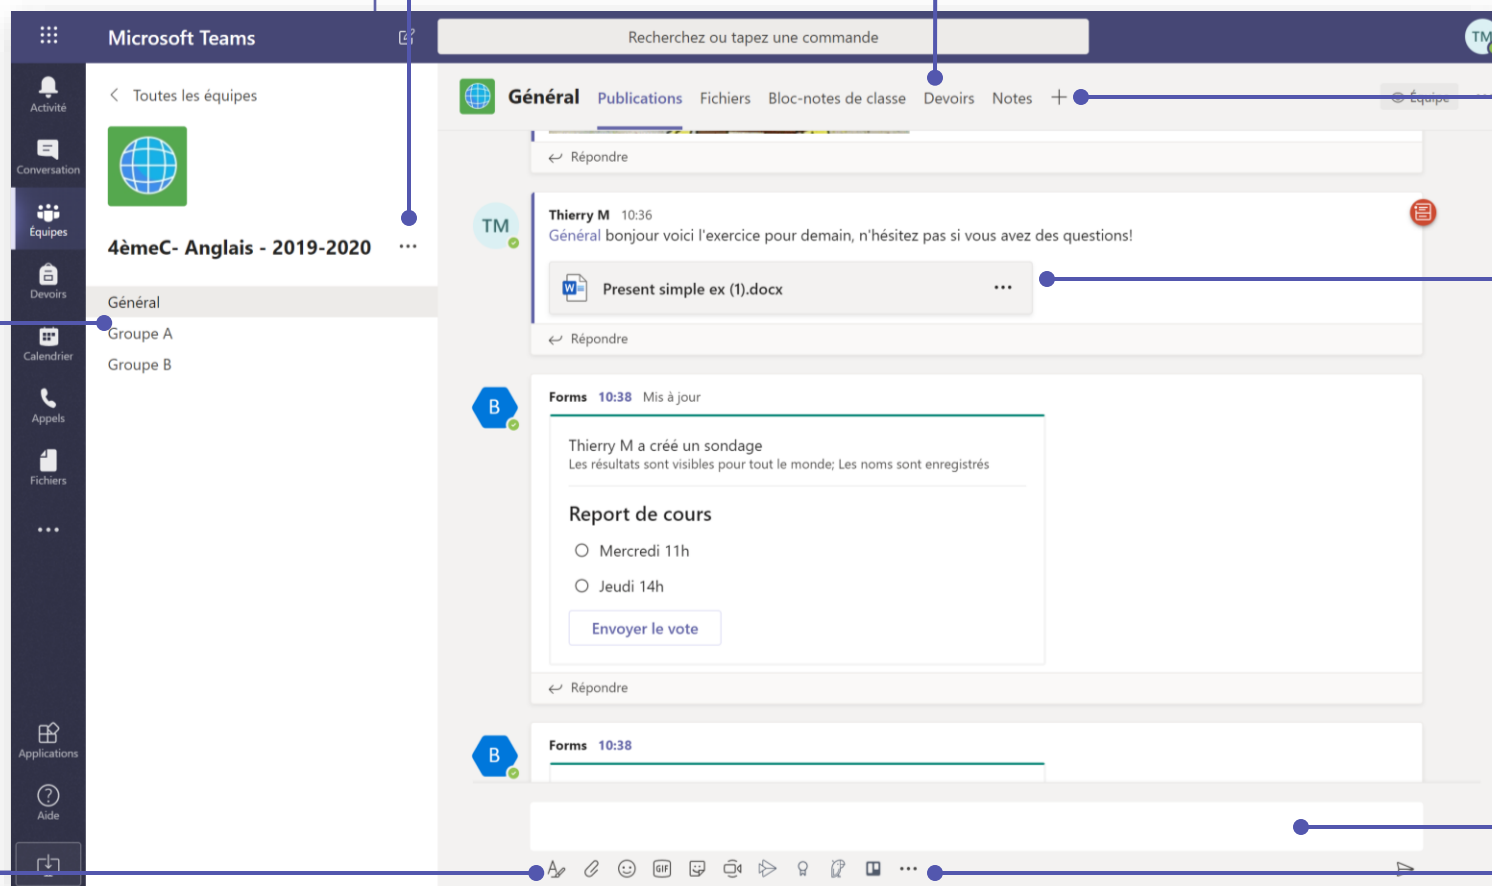 Microsoft Teams
Recherchez ou tapez une commande
TM
Activité
Conversation
Équipes
Devoirs
Calendrier
Appels
Fichiers
Applications
Aide
Toutes les équipes
4èmeC- Anglais - 2019-2020
Général
Groupe A
Groupe B
Général Publications Fichiers Bloc-notes de classe Devoirs Notes
Équipe
Répondre
TM
Thierry M 10:36
Général bonjour voici l'exercice pour demain, n'hésitez pas si vous avez des questions!
W
Present simple ex (1).docx
Répondre
B
Forms 10:38 Mis à jour
Thierry M a créé un sondage
Les résultats sont visibles pour tout le monde; Les noms sont enregistrés
Report de cours
Mercredi 11h
Jeudi 14h
Envoyer le vote
Répondre
B
Forms 10:38
GIF